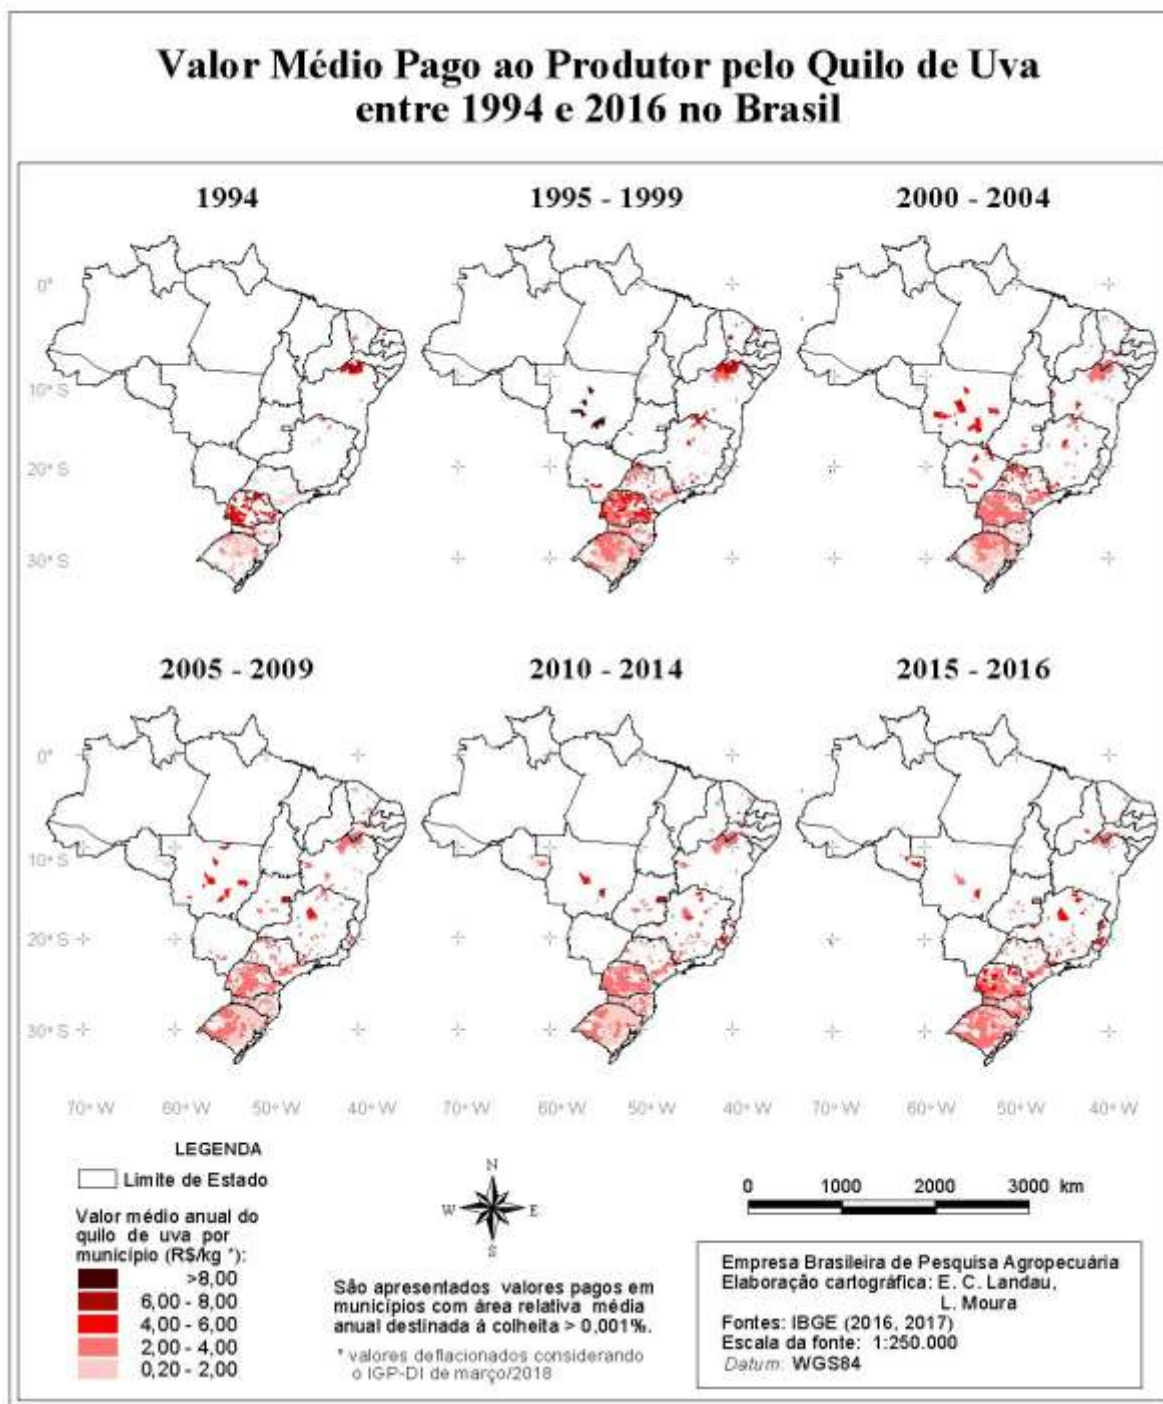 Valor Médio Pago ao Produtor pelo Quilo de Uva
entre 1994 e 2016 no Brasil
1994
1995 - 1999
2000 - 2004
0°
10° S
20° S
30° S
2005 - 2009
2010 - 2014
2015 - 2016
0°
10° S
20° S
30° S
70° W 60° W 50° W 40° W
70° W 60° W 50° W 40° W
70° W 60° W 50° W 40° W
LEGENDA
Limite de Estado
Valor médio anual do
quilo de uva por
município (R$/kg *):
>8,00
6,00 - 8,00
4,00 - 6,00
2,00 - 4,00
0,20 - 2,00
N
W E
S
São apresentados valores pagos em
municípios com área relativa média
anual destinada á colheita > 0,001%.
* valores deflacionados considerando
o IGP-DI de março/2018
0 1000 2000 3000 km
Empresa Brasileira de Pesquisa Agropecuária
Elaboração cartográfica: E. C. Landau,
L. Moura
Fontes: IBGE (2016, 2017)
Escala da fonte: 1:250.000
Datum: WGS84